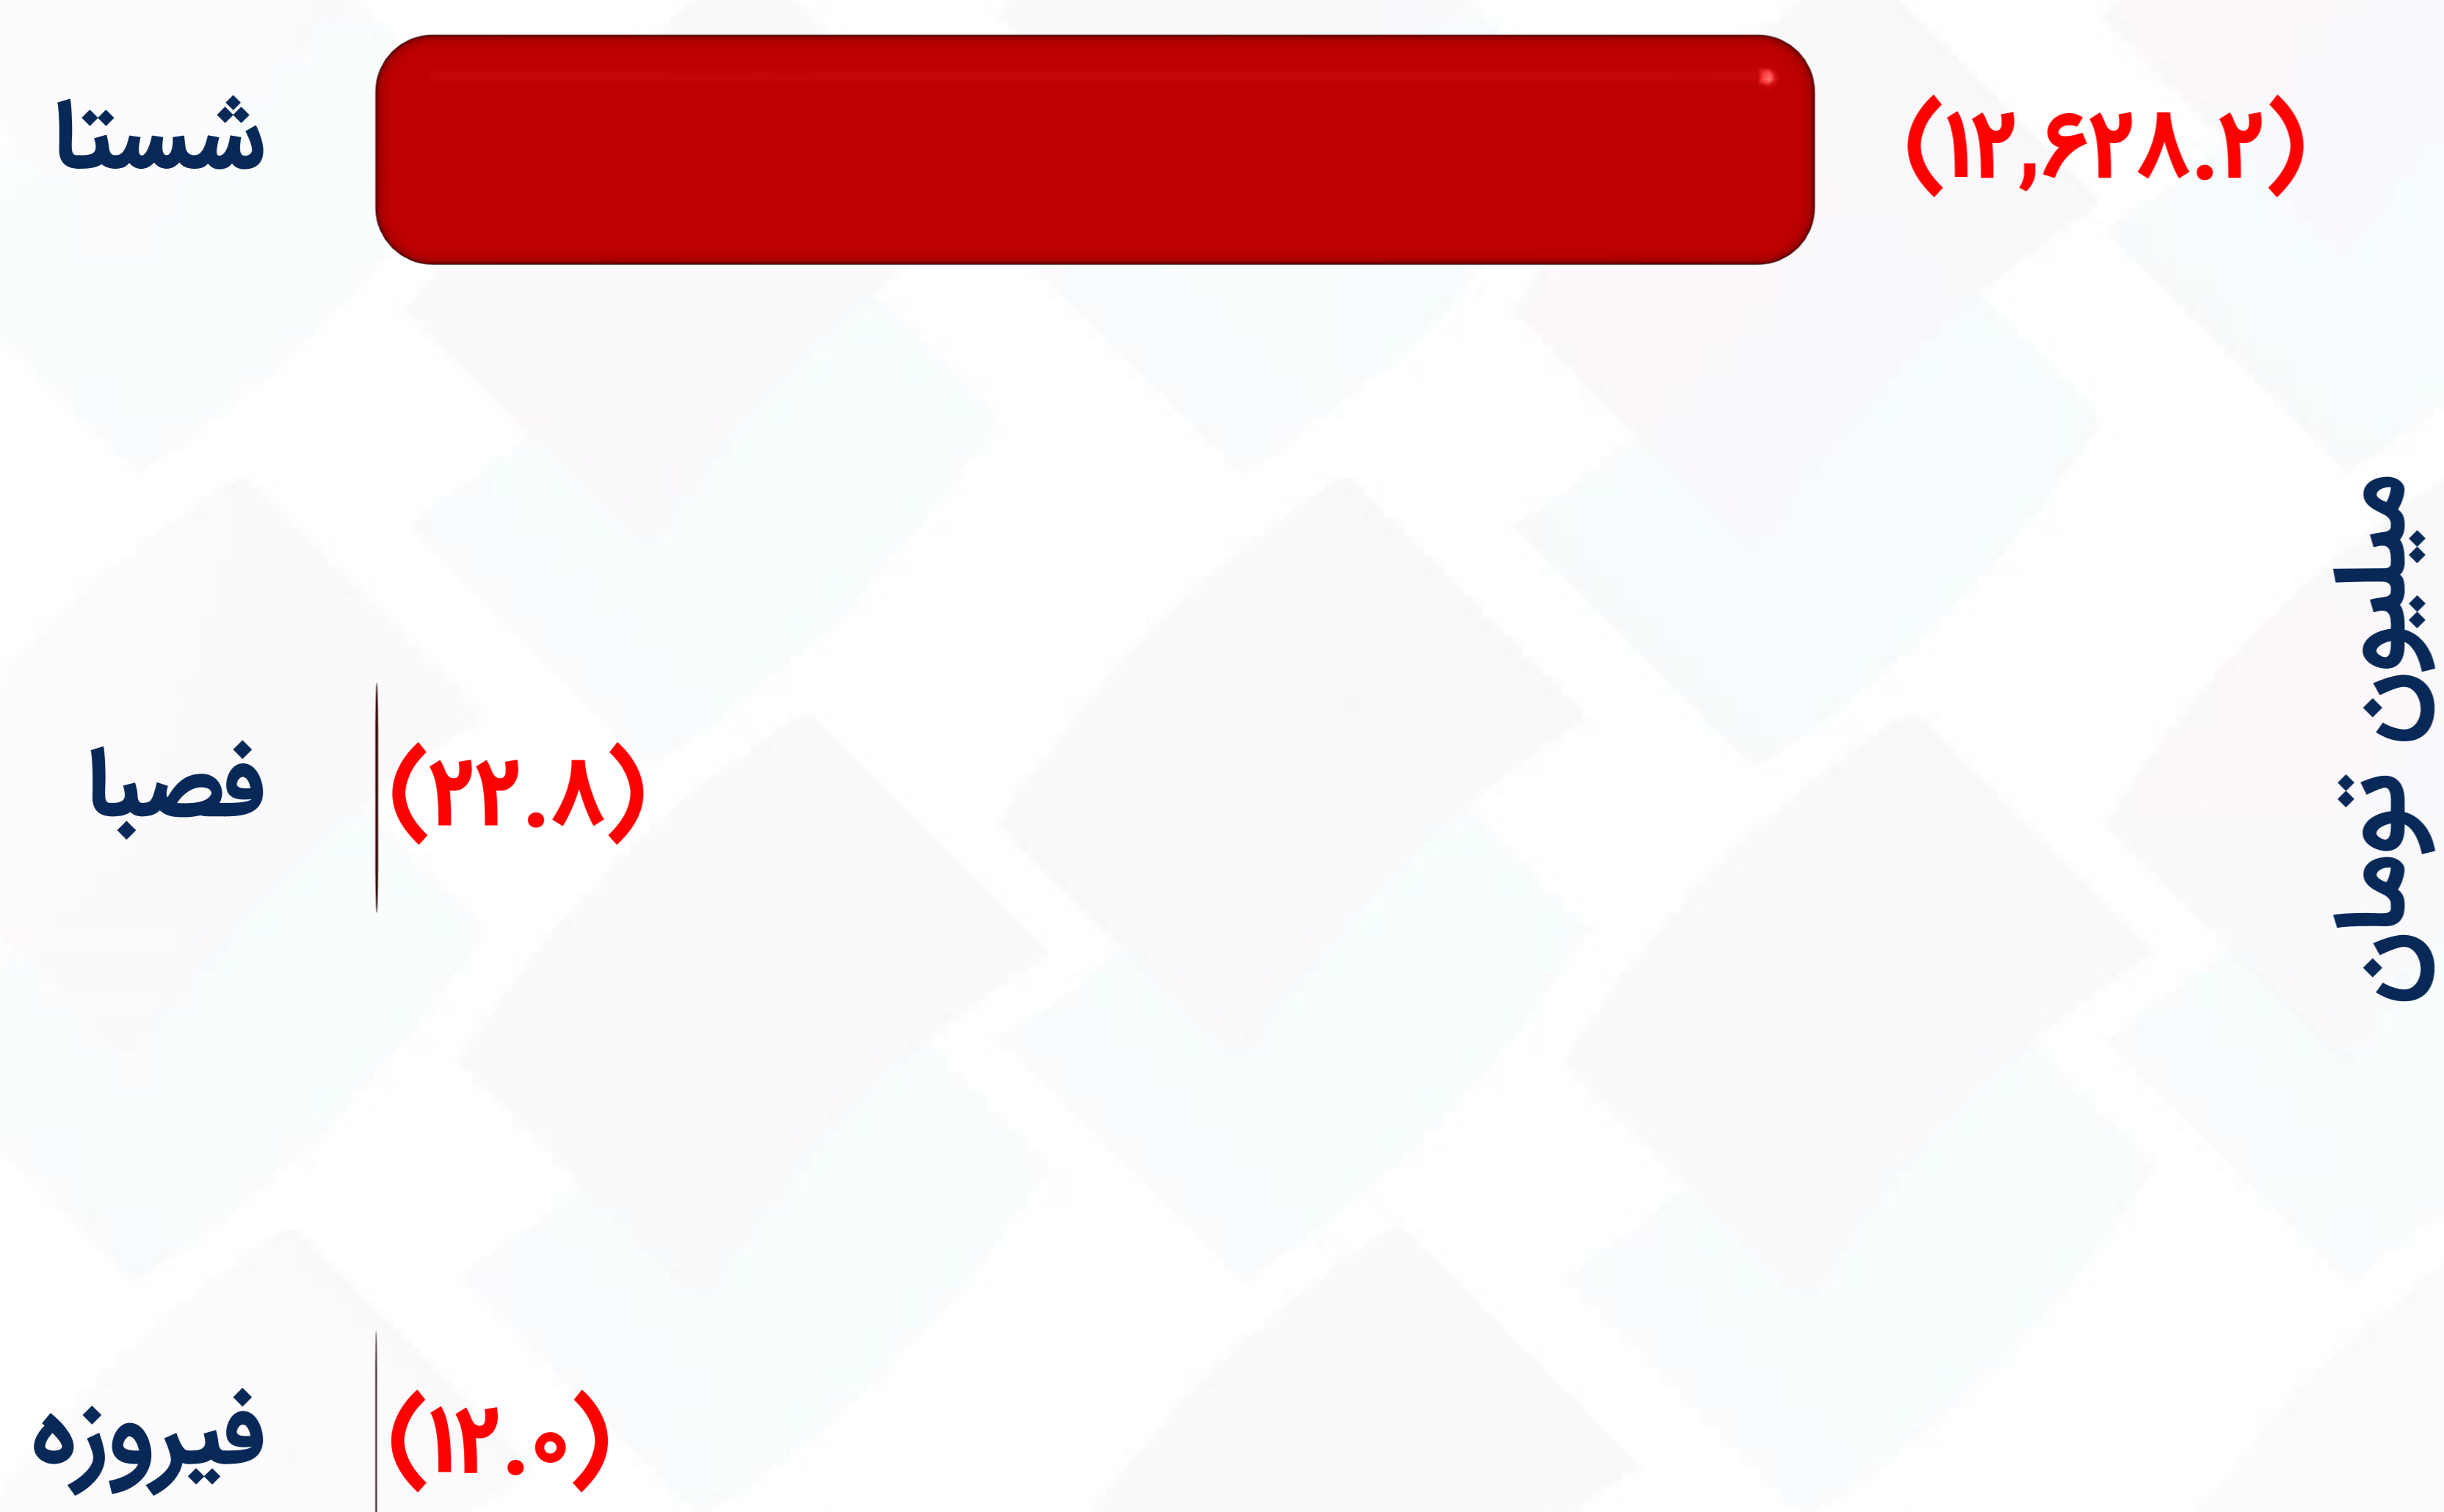 شستا (۱۲,۶۲۸.۲)
فصبا (۲۲.۸)
فیروزه (۱۲.۰)
میلیون تومان